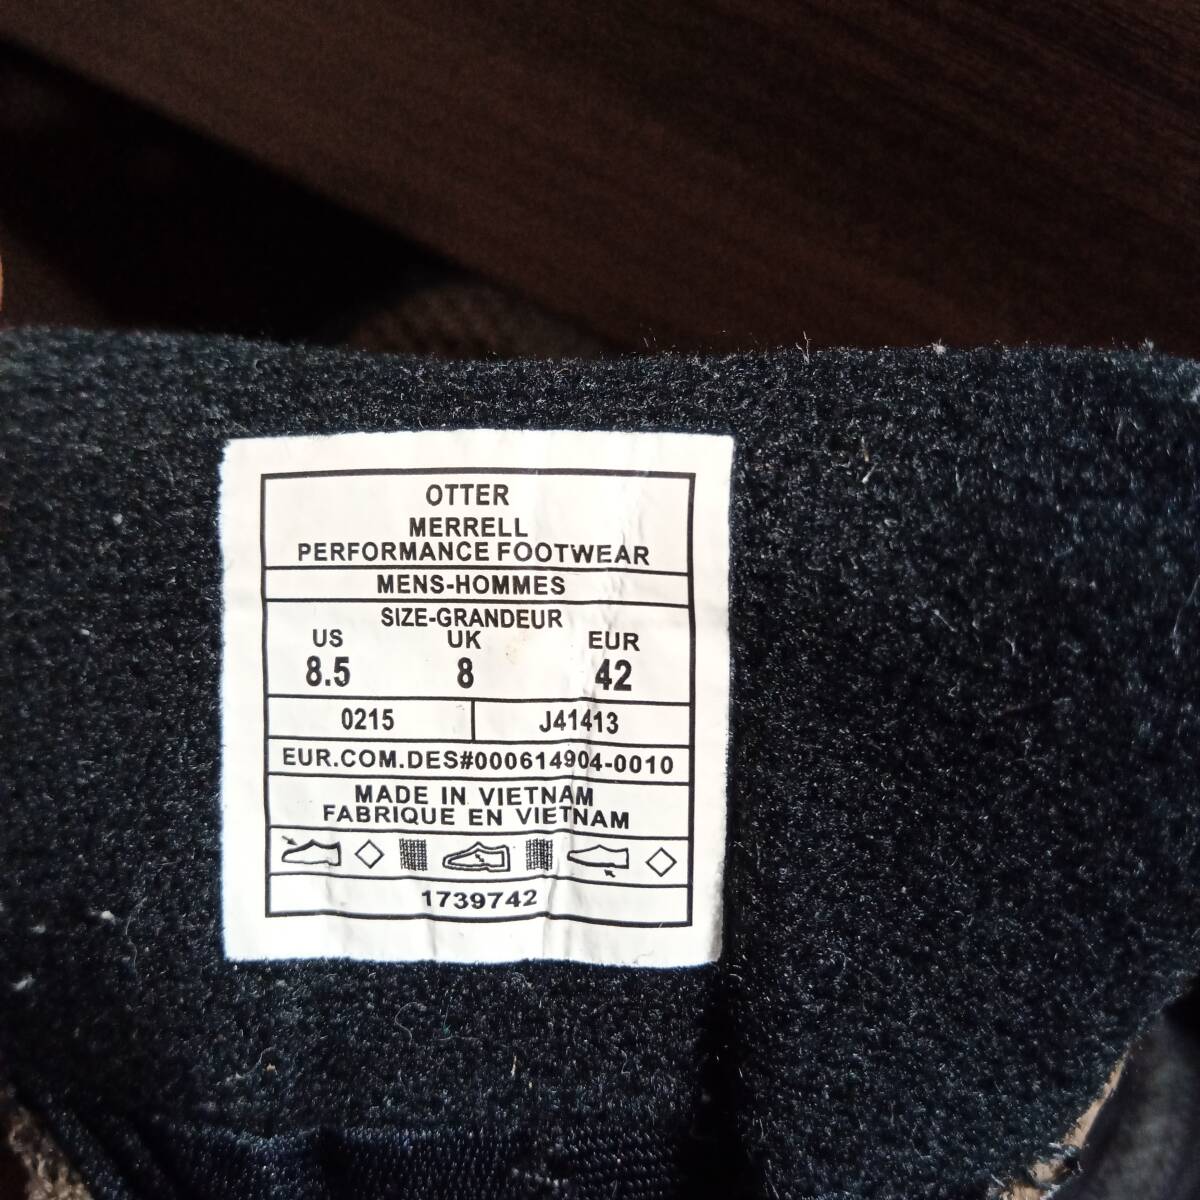 OTTER
MERRELL
PERFORMANCE FOOTWEAR
MENS-HOMMES
SIZE-GRANDEUR
US UK EUR
8.5 8 42
0215 J41413
EUR.COM.DES#000614904-0010
MADE IN VIETNAM
FABRIQUE EN VIETNAM
1739742